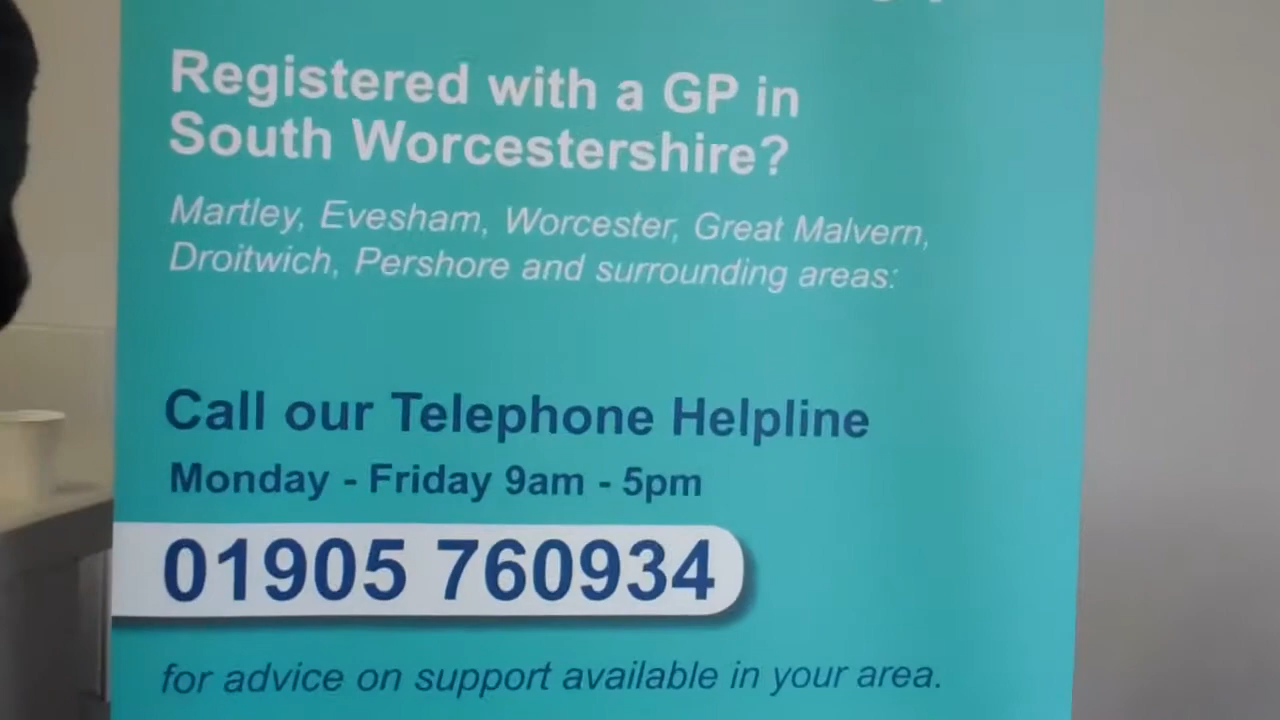 Registered with a GP in
South Worcestershire?
Martley, Evesham, Worcester, Great Malvern,
Droitwich, Pershore and surrounding areas:
Call our Telephone Helpline
Monday - Friday 9am - 5pm
01905 760934
for advice on support available in your area.